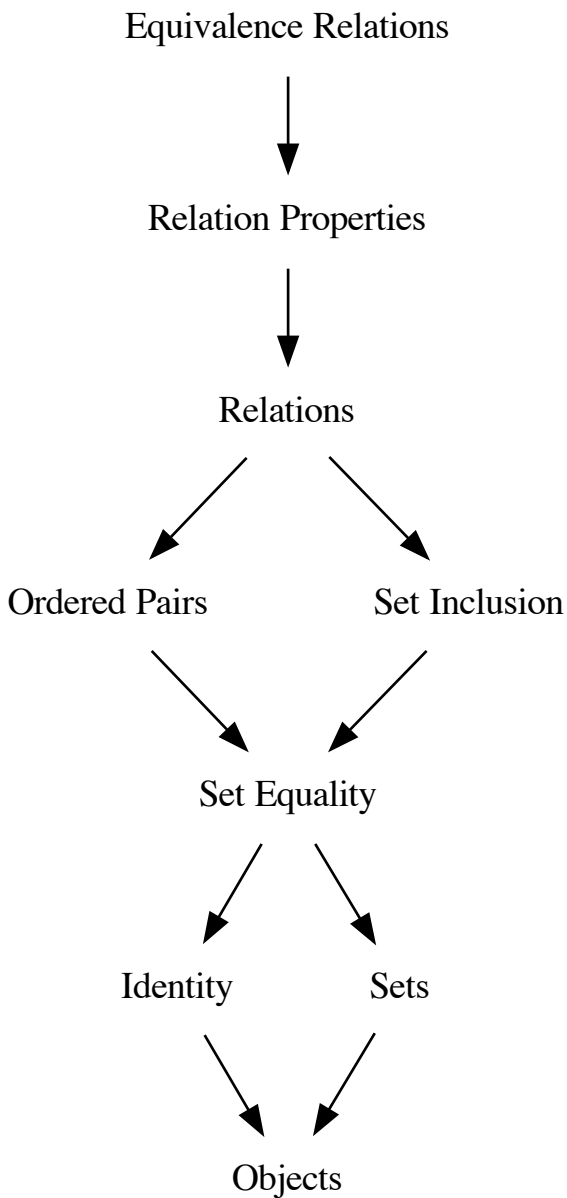 Equivalence Relations
Relation Properties
Relations
Ordered Pairs
Set Inclusion
Set Equality
Identity
Sets
Objects